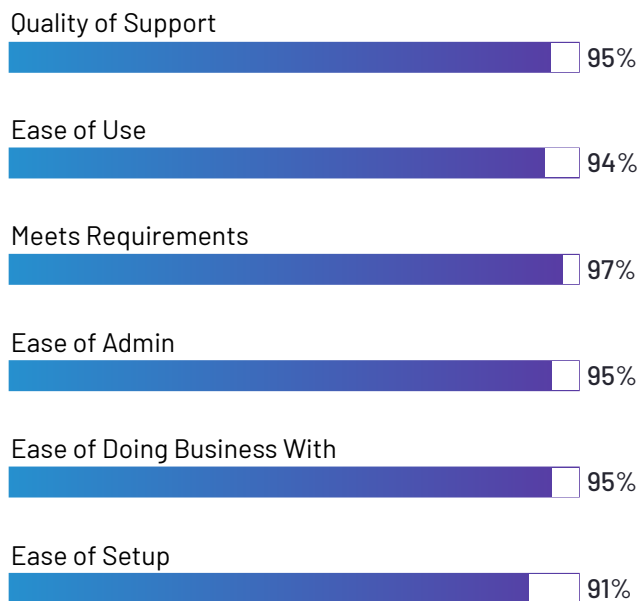 Quality of Support
95%
Ease of Use
94%
Meets Requirements
97%
Ease of Admin
95%
Ease of Doing Business With
95%
Ease of Setup
91%